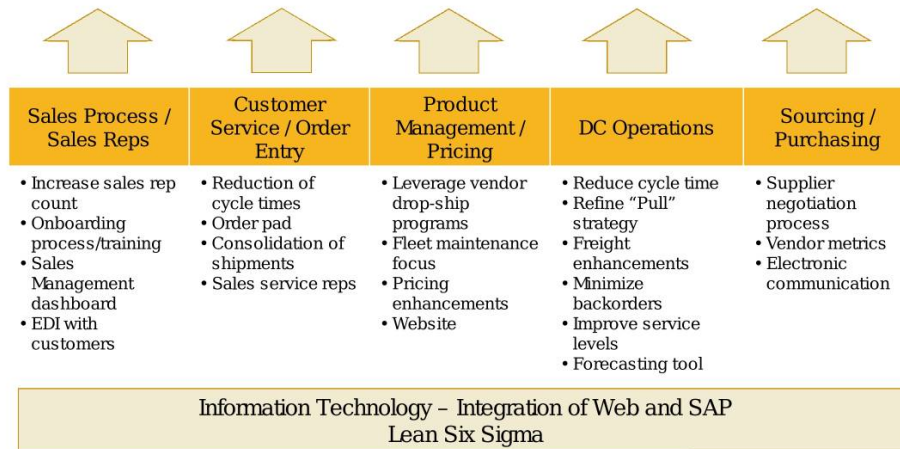 Sales Process /
Sales Reps
• Increase sales rep
count
• Onboarding
process/training
• Sales
Management
dashboard
• EDI with
customers
Customer
Service / Order
Entry
• Reduction of
cycle times
• Order pad
• Consolidation of
shipments
• Sales service reps
Product
Management /
Pricing
• Leverage vendor
drop-ship
programs
• Fleet maintenance
focus
• Pricing
enhancements
• Website
DC Operations
• Reduce cycle time
• Refine “Pull”
strategy
• Freight
enhancements
• Minimize
backorders
• Improve service
levels
• Forecasting tool
Sourcing /
Purchasing
• Supplier
negotiation
process
• Vendor metrics
• Electronic
communication
Information Technology – Integration of Web and SAP
Lean Six Sigma